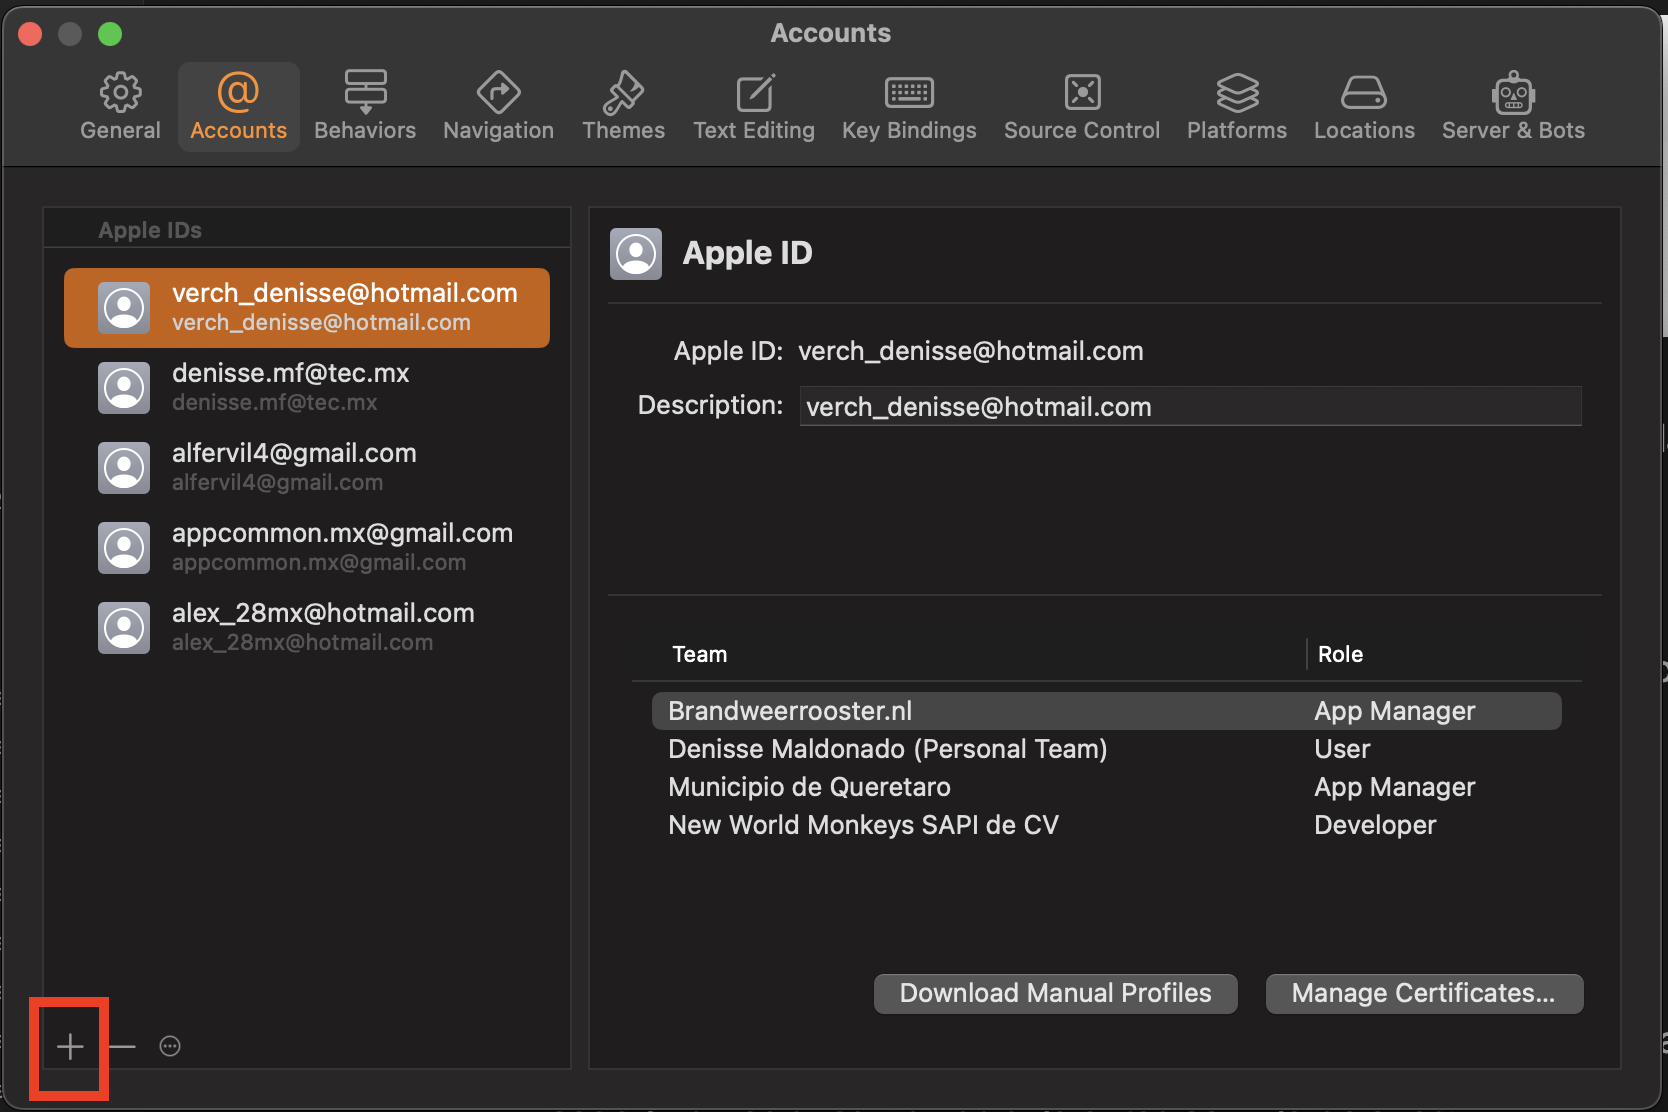 Accounts
General
Accounts
Behaviors
Navigation
Themes
Text Editing
Key Bindings
Source Control
Platforms
Locations
Server & Bots
Apple IDs
verch_denisse@hotmail.com
verch_denisse@hotmail.com
denisse.mf@tec.mx
denisse.mf@tec.mx
alfervil4@gmail.com
alfervil4@gmail.com
appcommon.mx@gmail.com
appcommon.mx@gmail.com
alex_28mx@hotmail.com
alex_28mx@hotmail.com
Apple ID
Apple ID: verch_denisse@hotmail.com
Description: verch_denisse@hotmail.com
Team Role
Brandweerrooster.nl App Manager
Denisse Maldonado (Personal Team) User
Municipio de Queretaro App Manager
New World Monkeys SAPI de CV Developer
Download Manual Profiles
Manage Certificates...